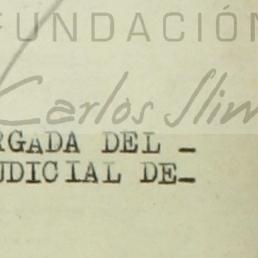 FUNDACIÓN
Carlos Slim
RGADA DEL _
UDICIAL DE_